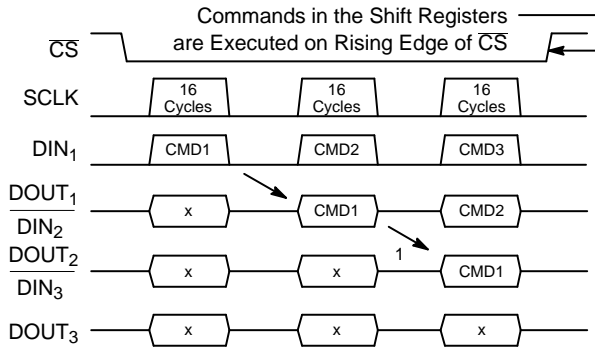 Commands in the Shift Registers
are Executed on Rising Edge of CS
CS
SCLK
16
Cycles
16
Cycles
16
Cycles
DIN1
CMD1
CMD2
CMD3
DOUT1
DIN2
x
CMD1
CMD2
1
DOUT2
DIN3
x
x
CMD1
DOUT3
x
x
x